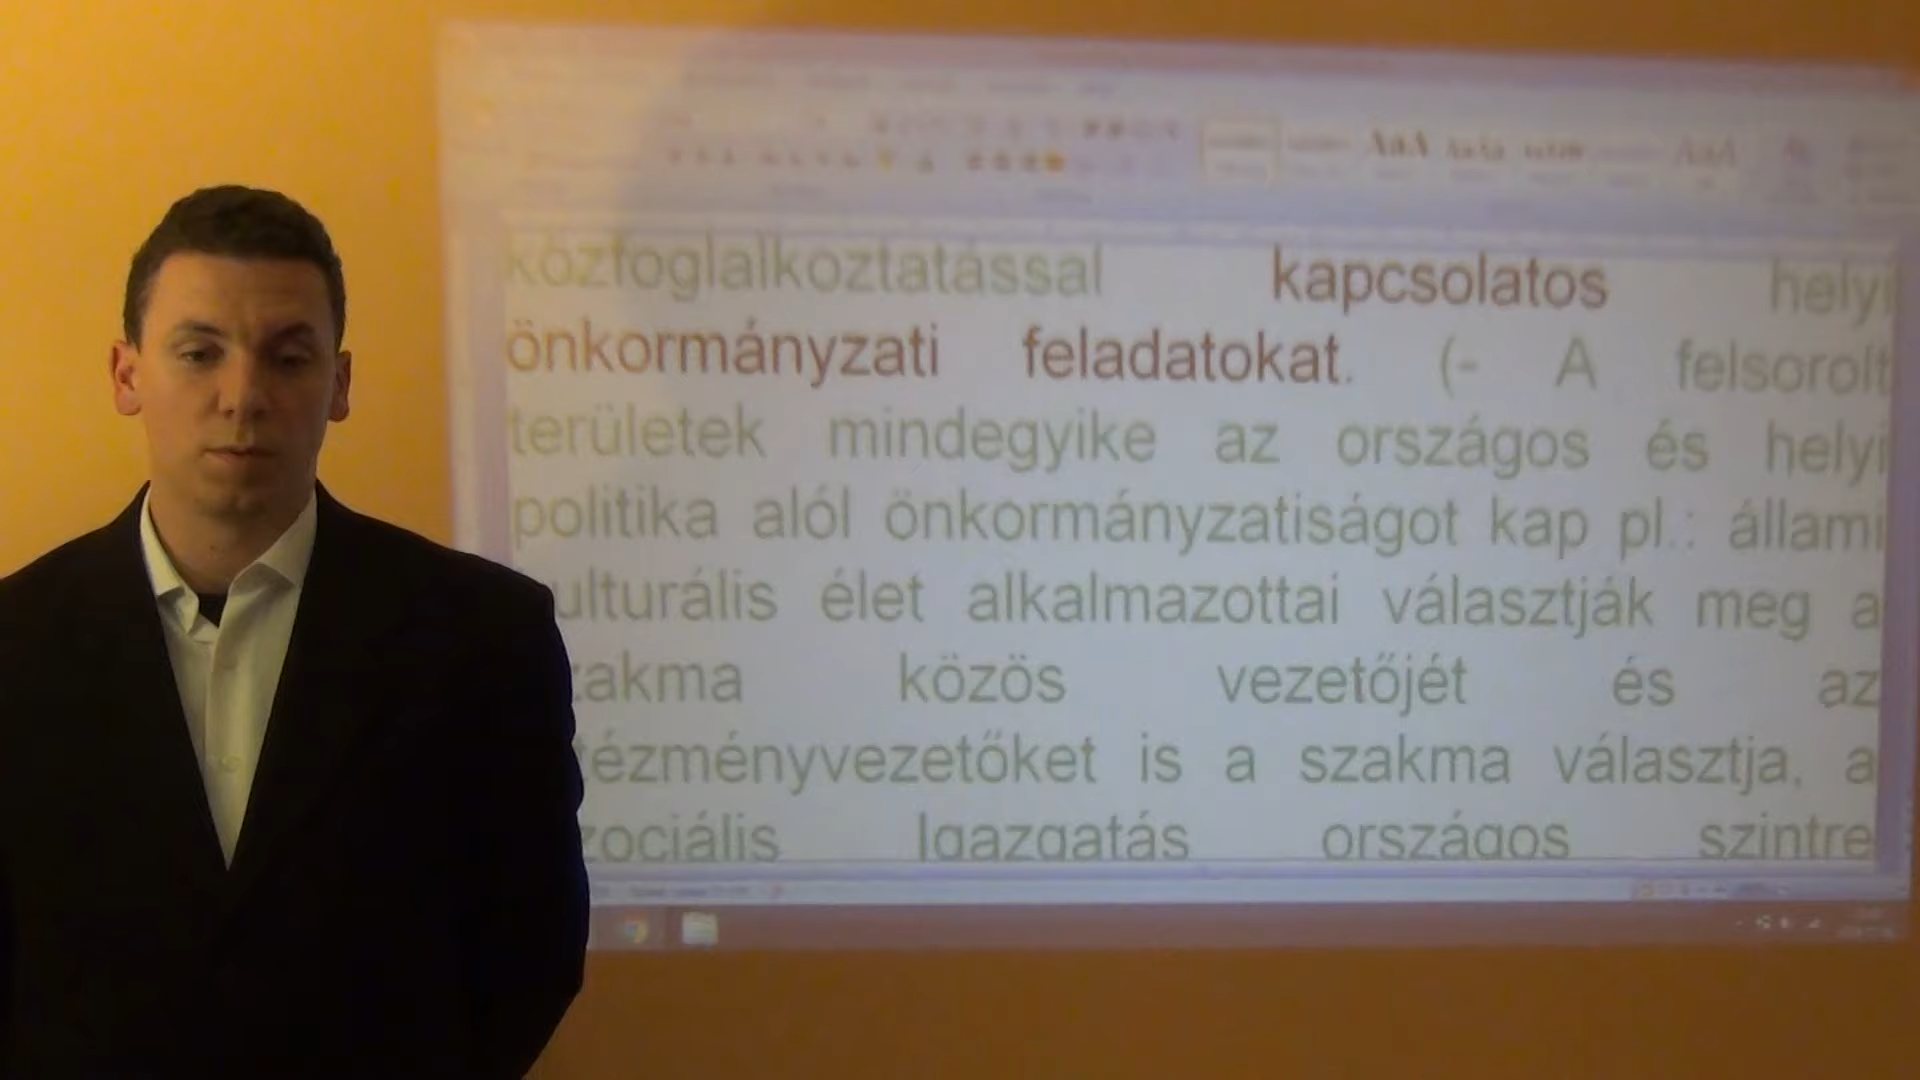 közfoglalkoztatással kapcsolatos helyi
önkormányzati feladatokat. (- A felsorolt
területek mindegyike az országos és helyi
politika alól önkormányzatiságot kap pl.: állami
ulturális élet alkalmazottai választják meg a
zakma közös vezetőjét és az
tézményvezetőket is a szakma választja, a
zociális Igazgatás országos szintre